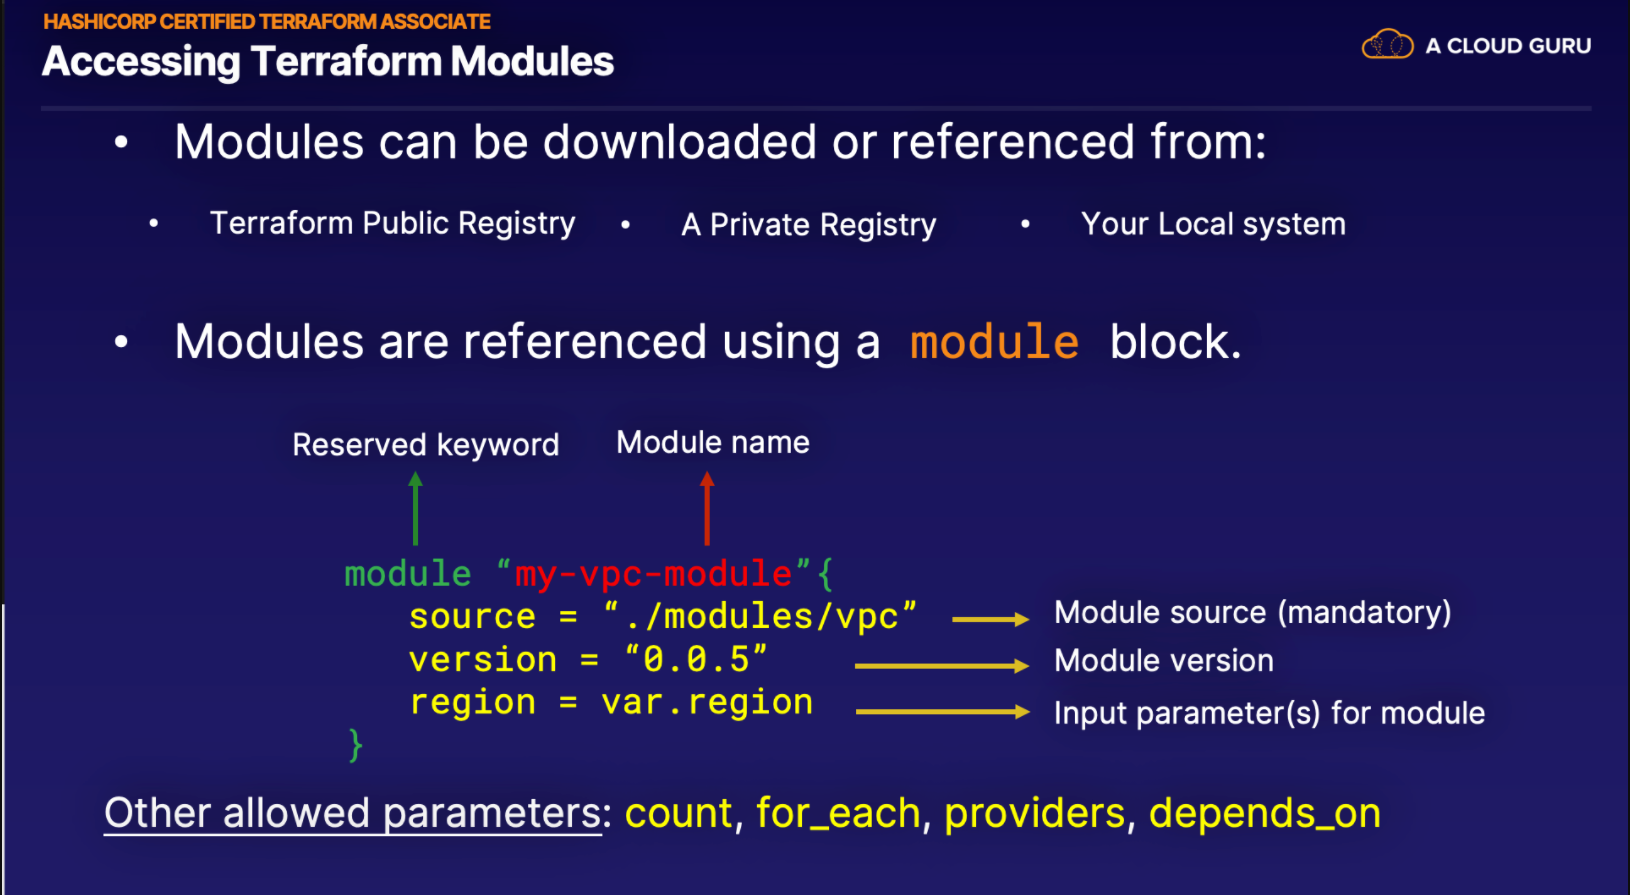 HASHICORP CERTIFIED TERRAFORM ASSOCIATE
Accessing Terraform Modules
A CLOUD GURU
• Modules can be downloaded or referenced from:
• Terraform Public Registry • A Private Registry • Your Local system
• Modules are referenced using a module block.
Reserved keyword Module name
module “my-vpc-module”{
source = “./modules/vpc” Module source (mandatory)
version = “0.0.5” Module version
region = var.region Input parameter(s) for module
}
Other allowed parameters: count, for_each, providers, depends_on